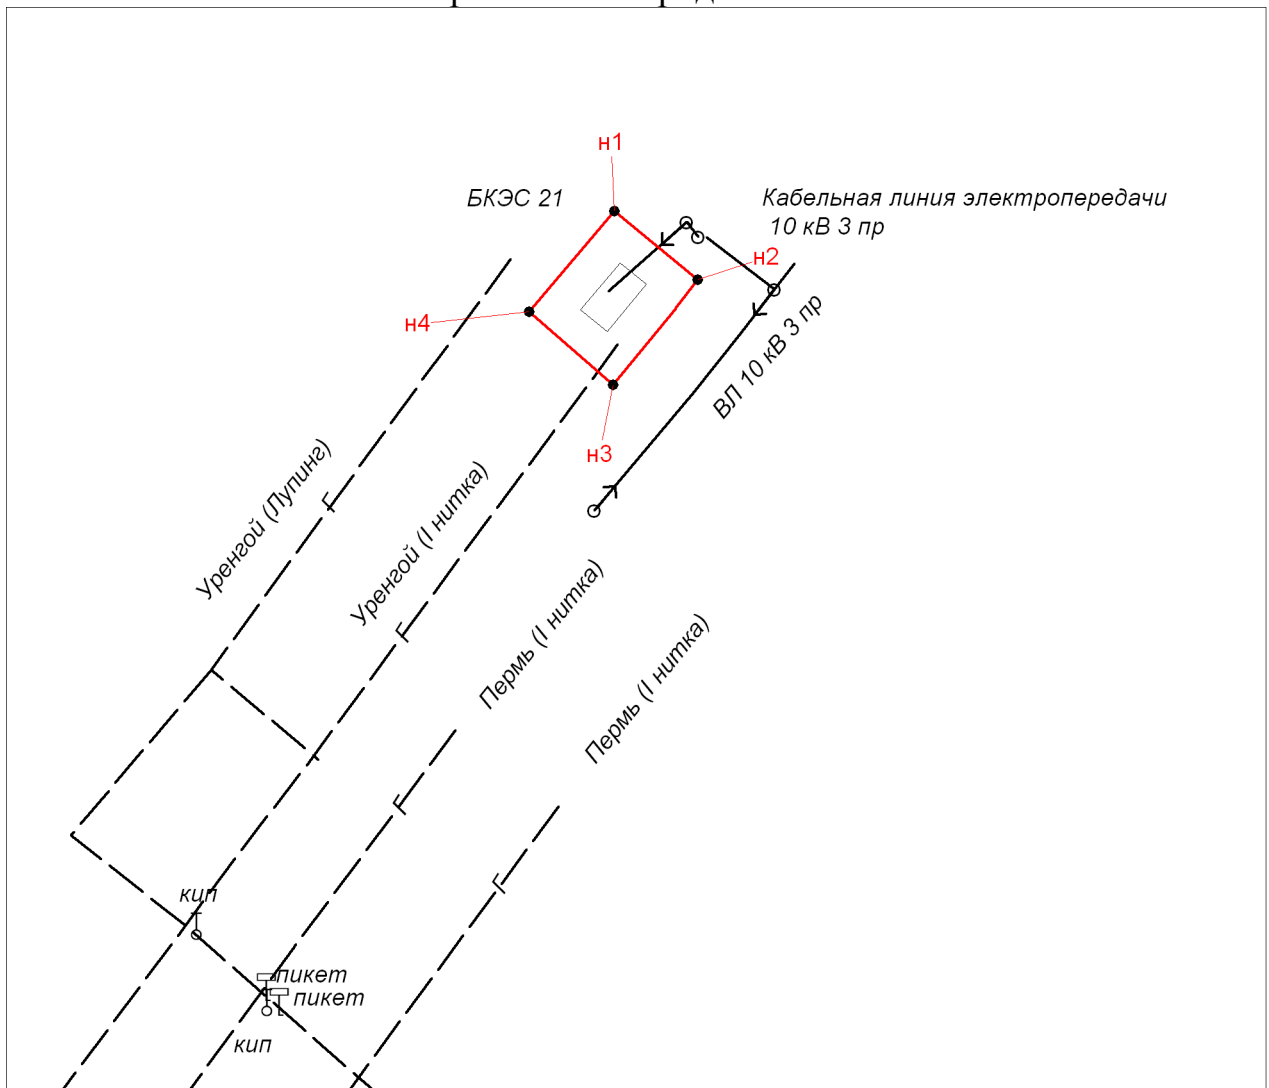 н1
БКЭС 21
Кабельная линия электропередачи
10 кВ 3 пр
н2
н4
ВЛ 10 кВ 3 пр
н3
Уренгой (Лупинг)
Г
Уренгой (I нитка)
Г
Пермь (I нитка)
Г
Пермь (I нитка)
Г
кип
пикет
пикет
кип